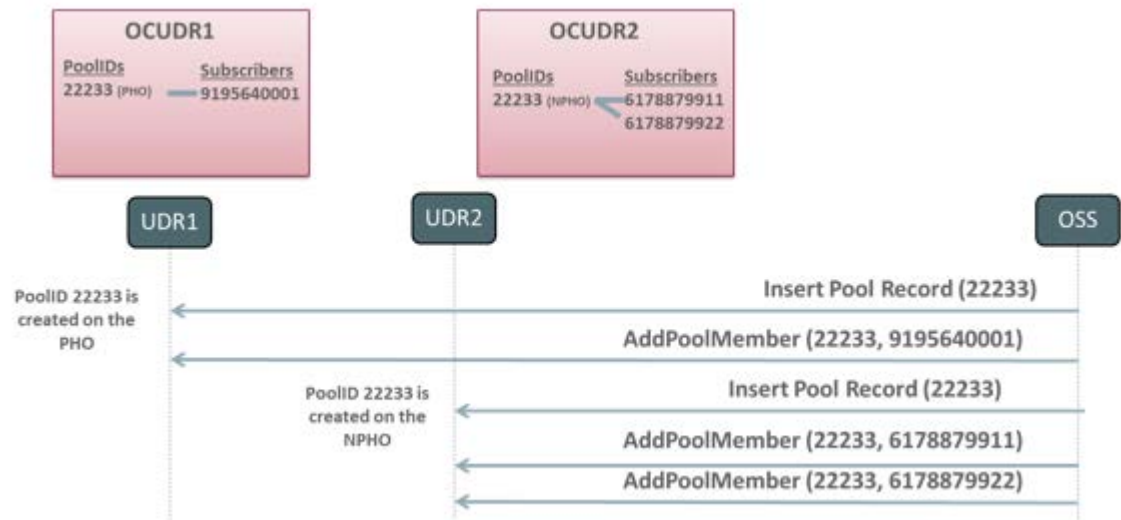 OCUDR1
PoolIDs Subscribers
22233 (PHO) 9195640001
OCUDR2
PoolIDs Subscribers
22233 (NPHO) 6178879911
6178879922
UDR1
UDR2
OSS
Insert Pool Record (22233)
PoolID 22233 is
created on the
PHO
AddPoolMember (22233, 9195640001)
Insert Pool Record (22233)
PoolID 22233 is
created on the
NPHO
AddPoolMember (22233, 6178879911)
AddPoolMember (22233, 6178879922)